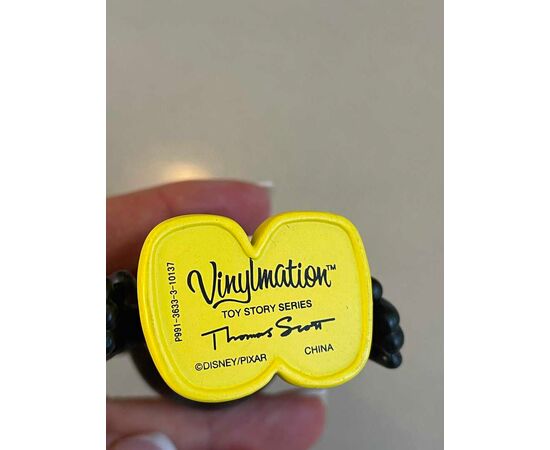 Vinylmation™
TOY STORY SERIES
Thomas Scott
©DISNEY/PIXAR CHINA
P991-3633-3-10137